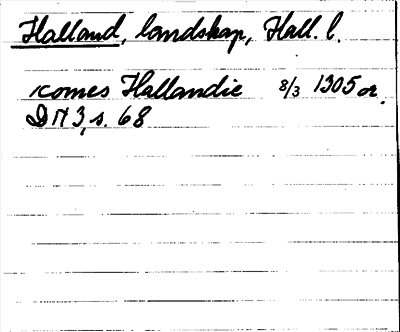 Halland, landskap, Hall. l.
comes Hallandie 8/3 1305 or.
DN 3, s. 68